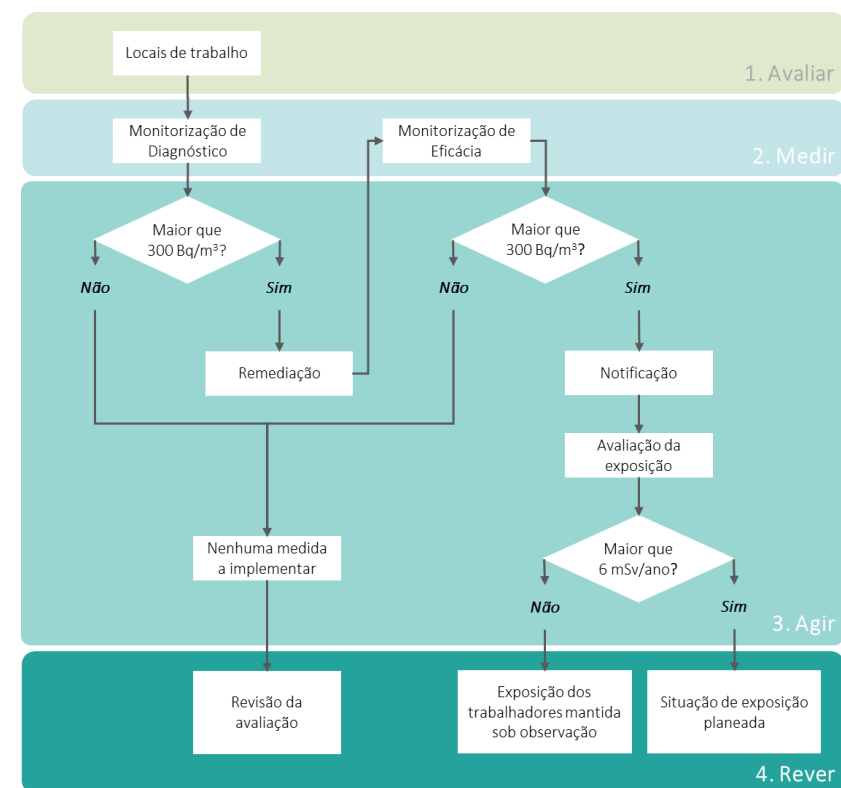 Locais de trabalho
1. Avaliar
Monitorização de
Diagnóstico
Monitorização de
Eficácia
2. Medir
Maior que
300 Bq/m³?
Maior que
300 Bq/m³?
Não
Sim
Não
Sim
Remediação
Notificação
Avaliação da
exposição
Nenhuma medida
a implementar
Maior que
6 mSv/ano?
Não
Sim
3. Agir
Revisão da
avaliação
Exposição dos
trabalhadores mantida
sob observação
Situação de exposição
planeada
4. Rever